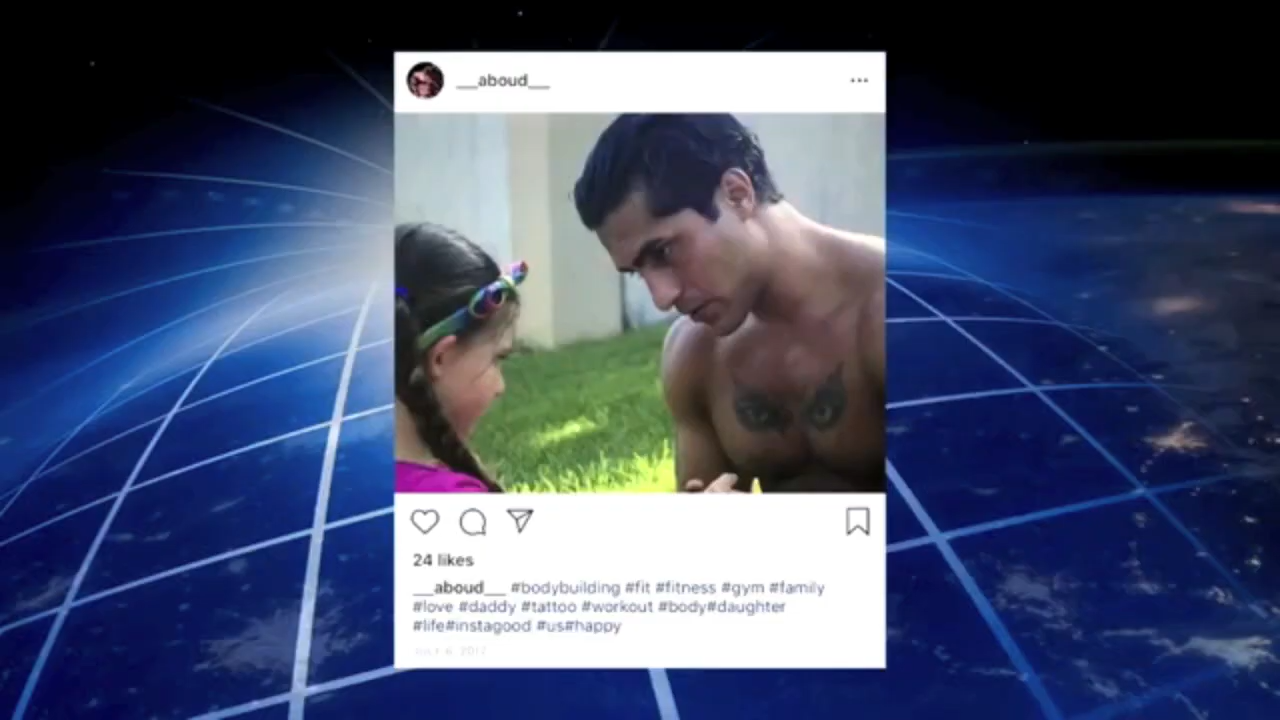 __aboud__
24 likes
__aboud__ #bodybuilding #fit #fitness #gym #family
#love #daddy #tattoo #workout #body#daughter
#life#instagood #us#happy